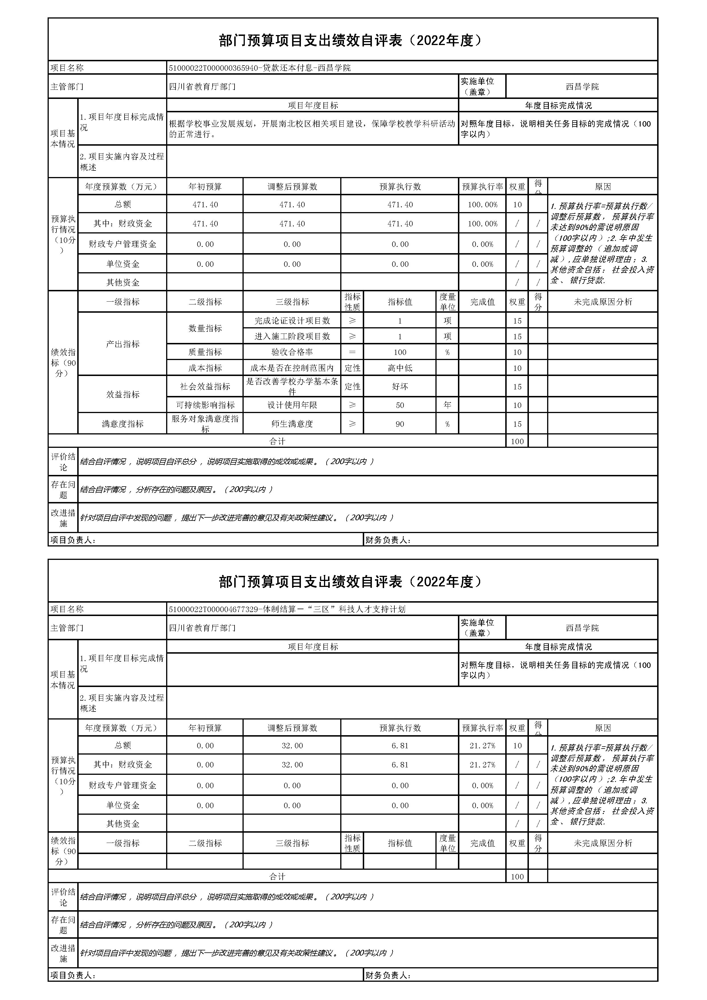 部门预算项目支出绩效自评表（2022年度）
项目名称 51000022T000000365940-贷款还本付息-西昌学院
主管部门 四川省教育厅部门 实施单位（盖章） 西昌学院
项目基本情况 1.项目年度目标完成情况 项目年度目标 年度目标完成情况
根据学校事业发展规划，开展南北校区相关项目建设，保障学校教学科研活动的正常进行。 对照年度目标，说明相关任务目标的完成情况（100字以内）
2.项目实施内容及过程概述
预算执行情况（10分） 年度预算数（万元） 年初预算 调整后预算数 预算执行数 预算执行率 权重 得分 原因
总额 471.40 471.40 471.40 100.00% 10
其中：财政资金 471.40 471.40 471.40 100.00% / /
财政专户管理资金 0.00 0.00 0.00 0.00% / /
单位资金 0.00 0.00 0.00 0.00% / /
其他资金 / /
1.预算执行率=预算执行数/
调整后预算数，预算执行率
未达到90%的需说明原因
（100字以内）;2.年中发生
预算调整的（追加或调
减）,应单独说明理由；3.
其他资金包括：社会投入资
金、银行贷款.
绩效指标（90分） 一级指标 二级指标 三级指标 指标性质 指标值 度量单位 完成值 权重 得分 未完成原因分析
产出指标 数量指标 完成论证设计项目数 ≥ 1 项 15
进入施工阶段项目数 ≥ 1 项 15
质量指标 验收合格率 ＝ 100 % 10
成本指标 成本是否在控制范围内 定性 高中低 10
效益指标 社会效益指标 是否改善学校办学基本条件 定性 好坏 15
可持续影响指标 设计使用年限 ≥ 50 年 10
满意度指标 服务对象满意度指标 师生满意度 ≥ 90 % 15
合计 100
评价结论 结合自评情况，说明项目自评总分，说明项目实施取得的成效或成果。（200字以内）
存在问题 结合自评情况，分析存在的问题及原因。（200字以内）
改进措施 针对项目自评中发现的问题，提出下一步改进完善的意见及有关政策性建议。（200字以内）
项目负责人： 财务负责人：
部门预算项目支出绩效自评表（2022年度）
项目名称 51000022T000004677329-体制结算－“三区”科技人才支持计划
主管部门 四川省教育厅部门 实施单位（盖章） 西昌学院
项目基本情况 1.项目年度目标完成情况 项目年度目标 年度目标完成情况
对照年度目标，说明相关任务目标的完成情况（100字以内）
2.项目实施内容及过程概述
预算执行情况（10分） 年度预算数（万元） 年初预算 调整后预算数 预算执行数 预算执行率 权重 得分 原因
总额 0.00 32.00 6.81 21.27% 10
其中：财政资金 0.00 32.00 6.81 21.27% / /
财政专户管理资金 0.00 0.00 0.00 0.00% / /
单位资金 0.00 0.00 0.00 0.00% / /
其他资金 / /
1.预算执行率=预算执行数/
调整后预算数，预算执行率
未达到90%的需说明原因
（100字以内）;2.年中发生
预算调整的（追加或调
减）,应单独说明理由；3.
其他资金包括：社会投入资
金、银行贷款.
绩效指标（90分） 一级指标 二级指标 三级指标 指标性质 指标值 度量单位 完成值 权重 得分 未完成原因分析
合计 100
评价结论 结合自评情况，说明项目自评总分，说明项目实施取得的成效或成果。（200字以内）
存在问题 结合自评情况，分析存在的问题及原因。（200字以内）
改进措施 针对项目自评中发现的问题，提出下一步改进完善的意见及有关政策性建议。（200字以内）
项目负责人： 财务负责人：